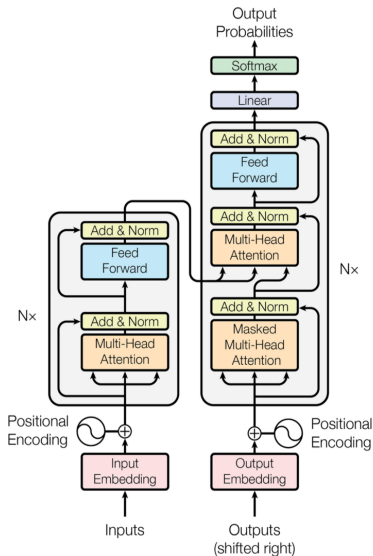 Output
Probabilities
Softmax
Linear
Add & Norm
Feed
Forward
Add & Norm
Multi-Head
Attention
Nx
Add & Norm
Masked
Multi-Head
Attention
Add & Norm
Feed
Forward
Nx
Add & Norm
Multi-Head
Attention
Positional
Encoding
Positional
Encoding
Input
Embedding
Output
Embedding
Inputs
Outputs
(shifted right)